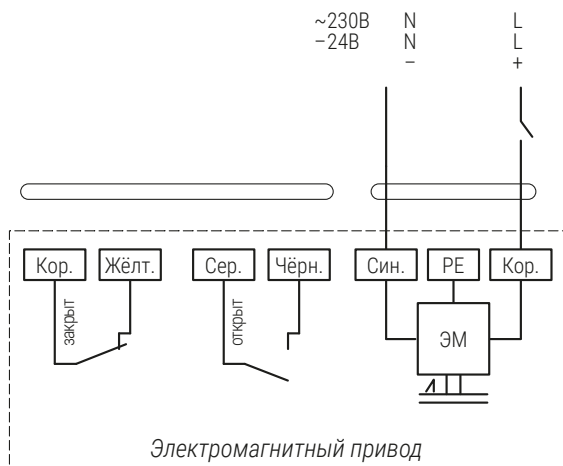 ~230В N L
–24В N L
– +
Кор. Жёлт. Сер. Чёрн. Син. PE Кор.
закрыт открыт ЭМ
Электромагнитный привод